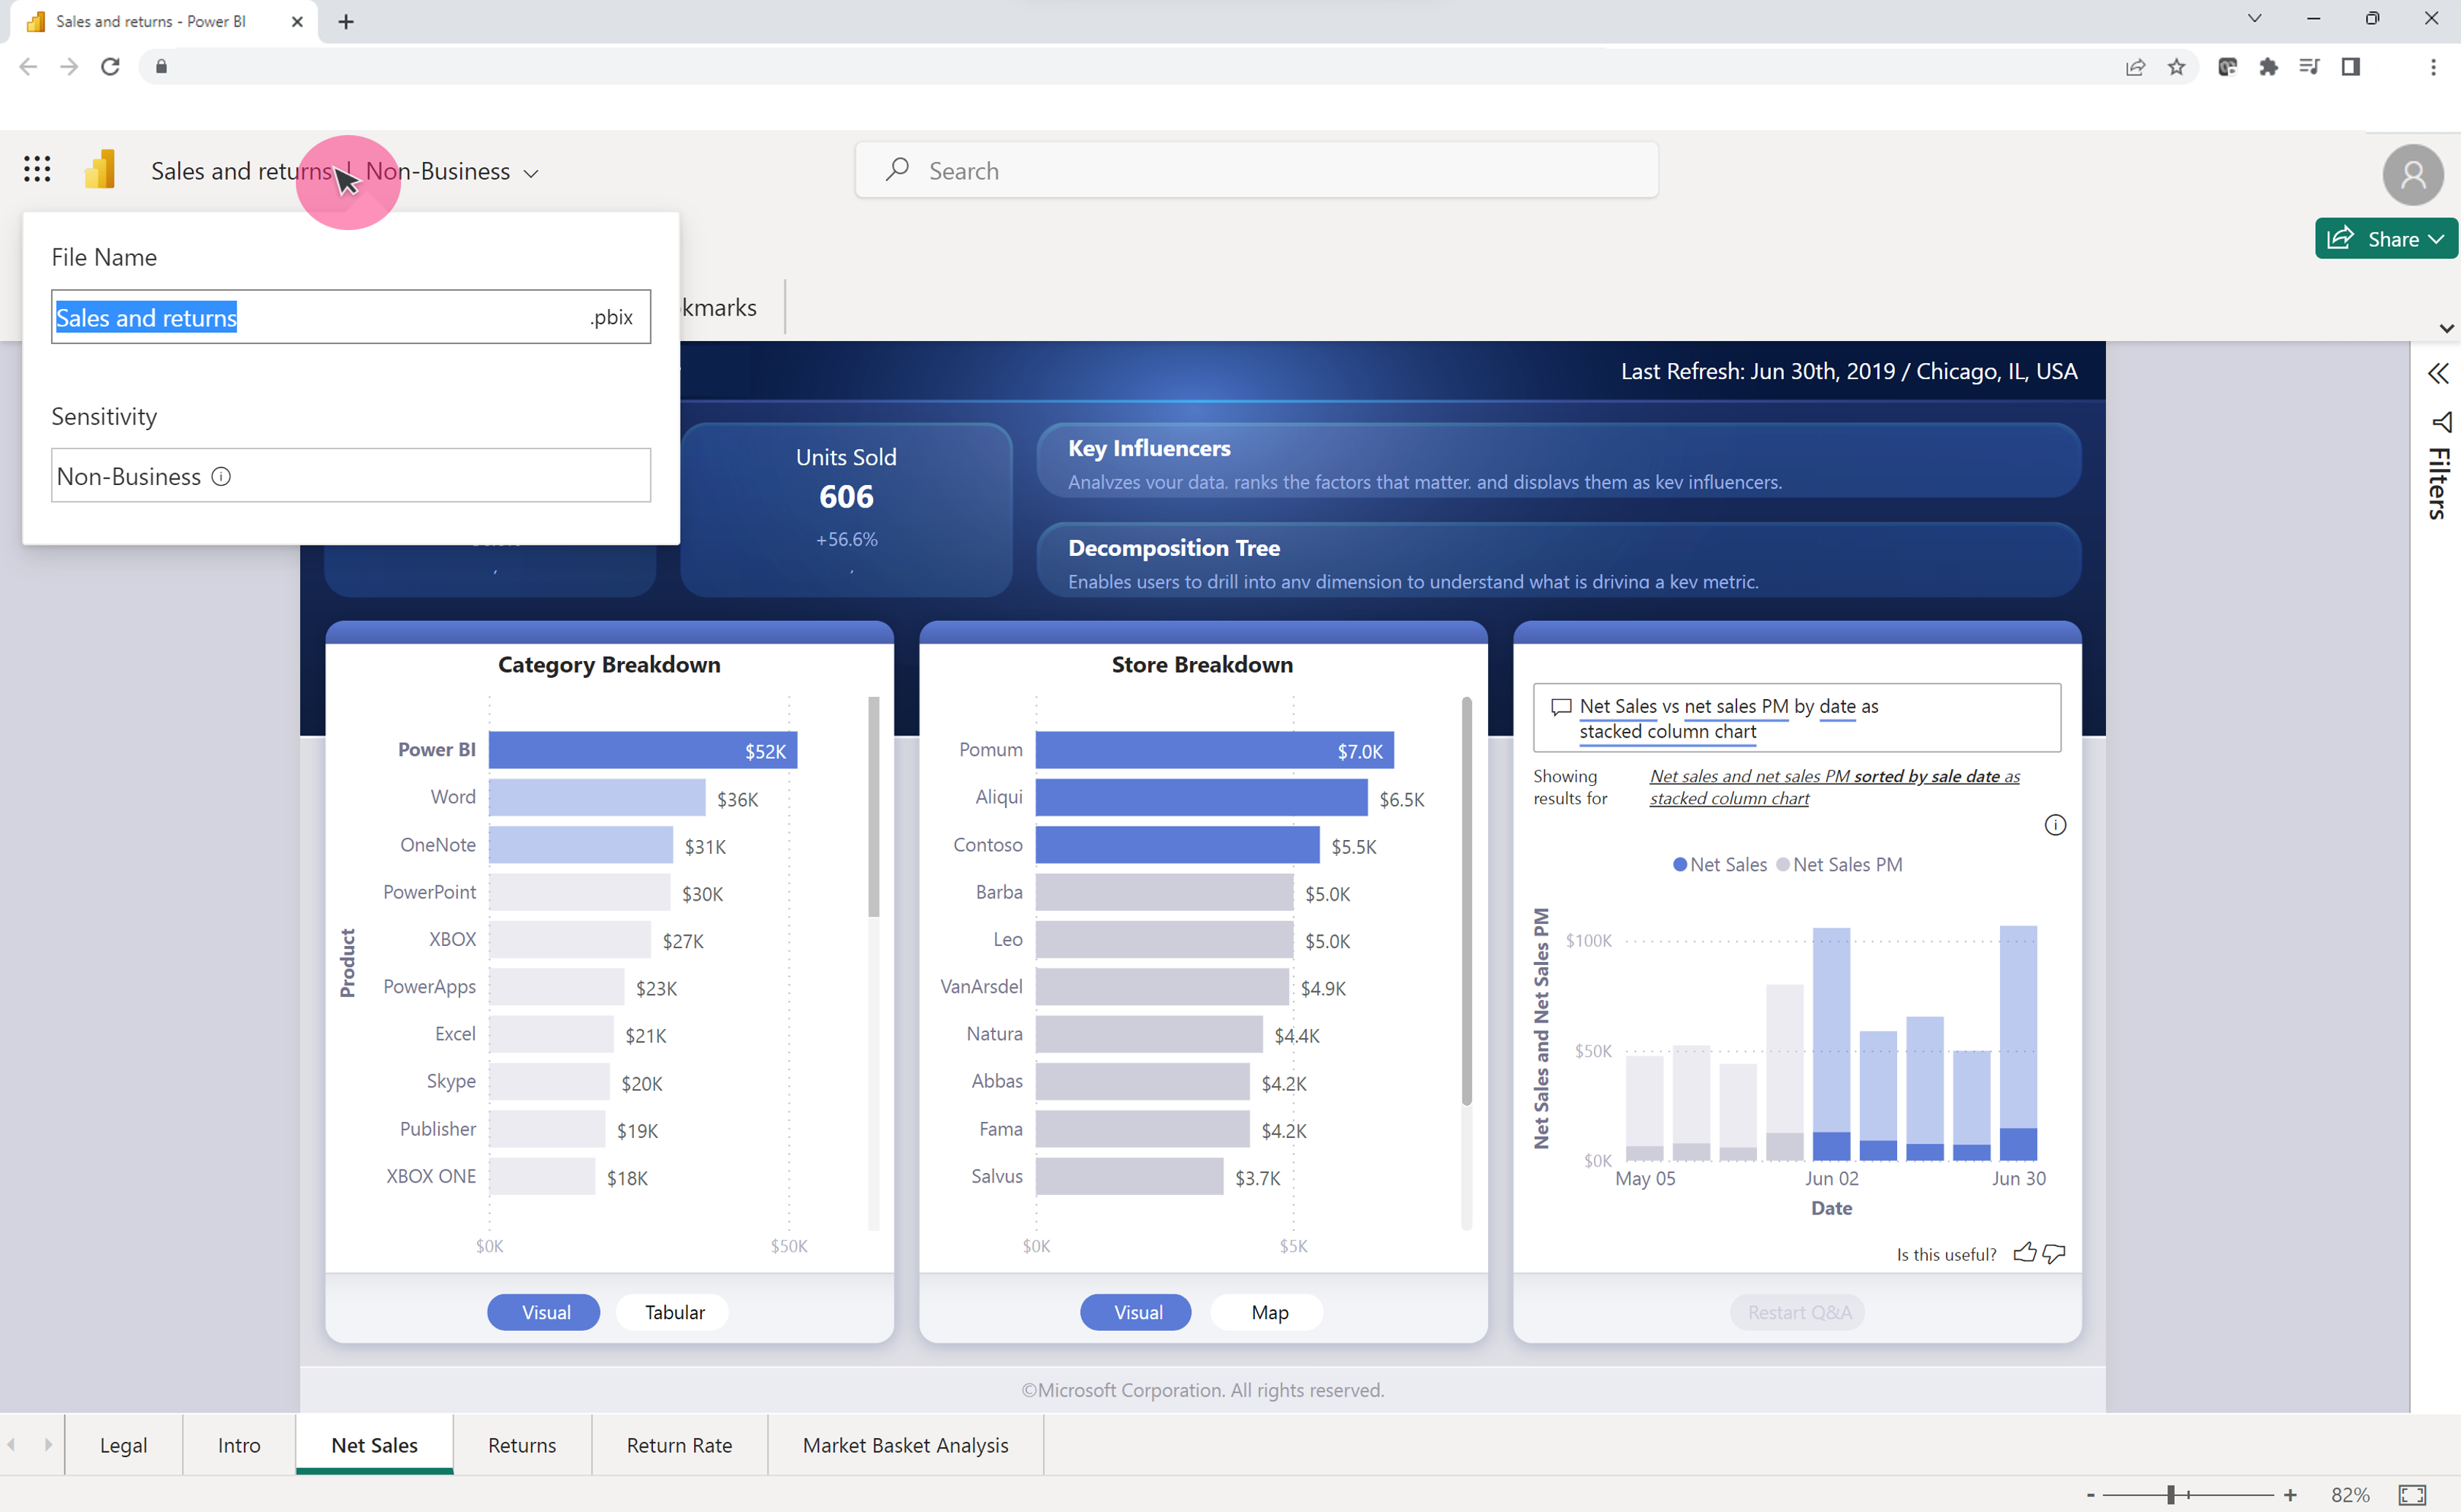 Sales and returns - Power BI
Sales and returns | Non-Business
Search
Share
File Name
Sales and returns .pbix
Sensitivity
Non-Business
kmarks
Last Refresh: Jun 30th, 2019 / Chicago, IL, USA
Filters
Units Sold
606
+56.6%
Key Influencers
Analyzes your data, ranks the factors that matter, and displays them as key influencers.
Decomposition Tree
Enables users to drill into any dimension to understand what is driving a key metric.
Category Breakdown
Product
Power BI $52K
Word $36K
OneNote $31K
PowerPoint $30K
XBOX $27K
PowerApps $23K
Excel $21K
Skype $20K
Publisher $19K
XBOX ONE $18K
$0K $50K
Visual Tabular
Store Breakdown
Pomum $7.0K
Aliqui $6.5K
Contoso $5.5K
Barba $5.0K
Leo $5.0K
VanArsdel $4.9K
Natura $4.4K
Abbas $4.2K
Fama $4.2K
Salvus $3.7K
$0K $5K
Visual Map
Net Sales vs net sales PM by date as
stacked column chart
Showing
results for
Net sales and net sales PM sorted by sale date as
stacked column chart
Net Sales Net Sales PM
Net Sales and Net Sales PM
$100K
$50K
$0K
May 05 Jun 02 Jun 30
Date
Is this useful?
Restart Q&A
©Microsoft Corporation. All rights reserved.
Legal Intro Net Sales Returns Return Rate Market Basket Analysis
- + 82%